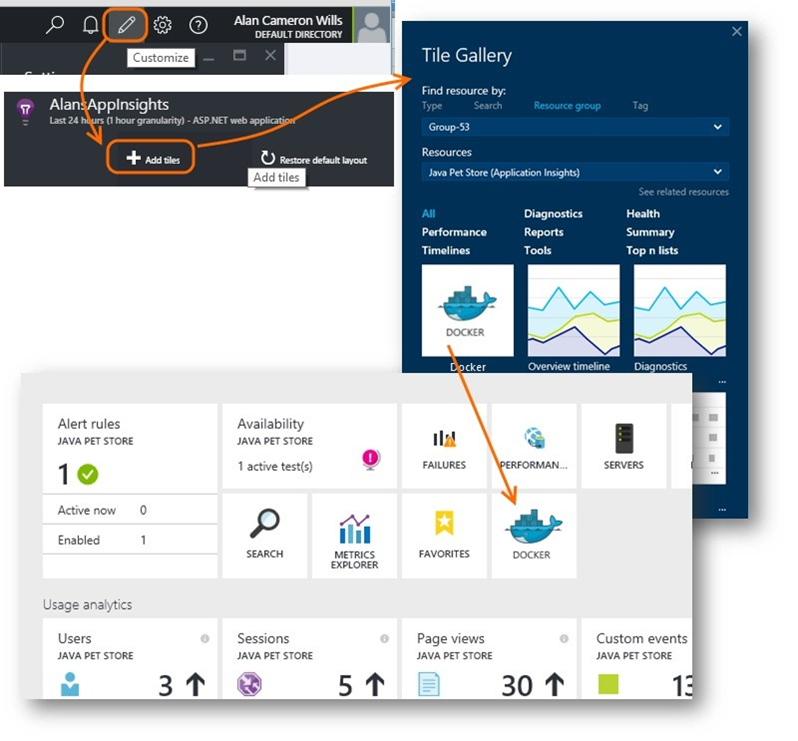 Alan Cameron Wills
DEFAULT DIRECTORY
Customize
AlansAppInsights
Last 24 hours (1 hour granularity) - ASP.NET web application
Add tiles
Restore default layout
Add tiles
Tile Gallery
Find resource by:
Type Search Resource group Tag
Group-53
Resources
Java Pet Store (Application Insights)
See related resources
All Diagnostics Health
Performance Reports Summary
Timelines Tools Top n lists
DOCKER
Docker Overview timeline Diagnostics
...
...
...
Alert rules
JAVA PET STORE
1
Active now 0
Enabled 1
Availability
JAVA PET STORE
1 active test(s)
FAILURES
PERFORMAN...
SERVERS
SEARCH
METRICS
EXPLORER
FAVORITES
DOCKER
Usage analytics
Users
JAVA PET STORE
3
Sessions
JAVA PET STORE
5
Page views
JAVA PET STORE
30
Custom events
JAVA PET STORE